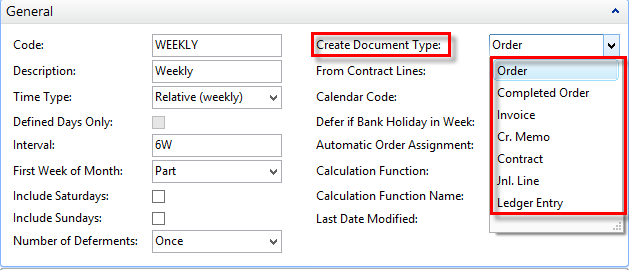 General
Code: WEEKLY
Description: Weekly
Time Type: Relative (weekly)
Defined Days Only:
Interval: 6W
First Week of Month: Part
Include Saturdays:
Include Sundays:
Number of Deferments: Once
Create Document Type: Order
From Contract Lines:
Calendar Code:
Defer if Bank Holiday in Week:
Automatic Order Assignment:
Calculation Function:
Calculation Function Name:
Last Date Modified:
Order
Completed Order
Invoice
Cr. Memo
Contract
Jnl. Line
Ledger Entry